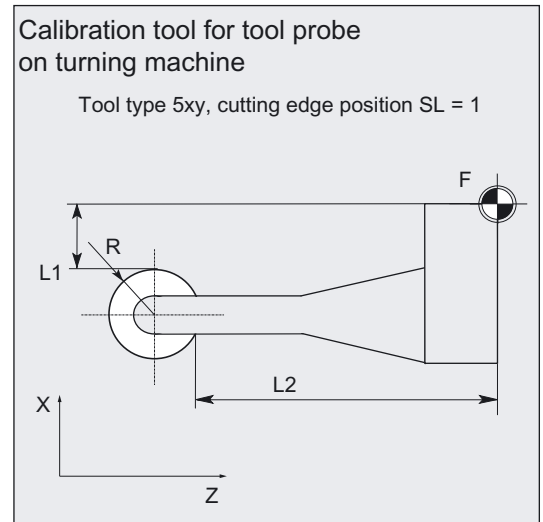 Calibration tool for tool probe
on turning machine
Tool type 5xy, cutting edge position SL = 1
F
R
L1
L2
X
Z